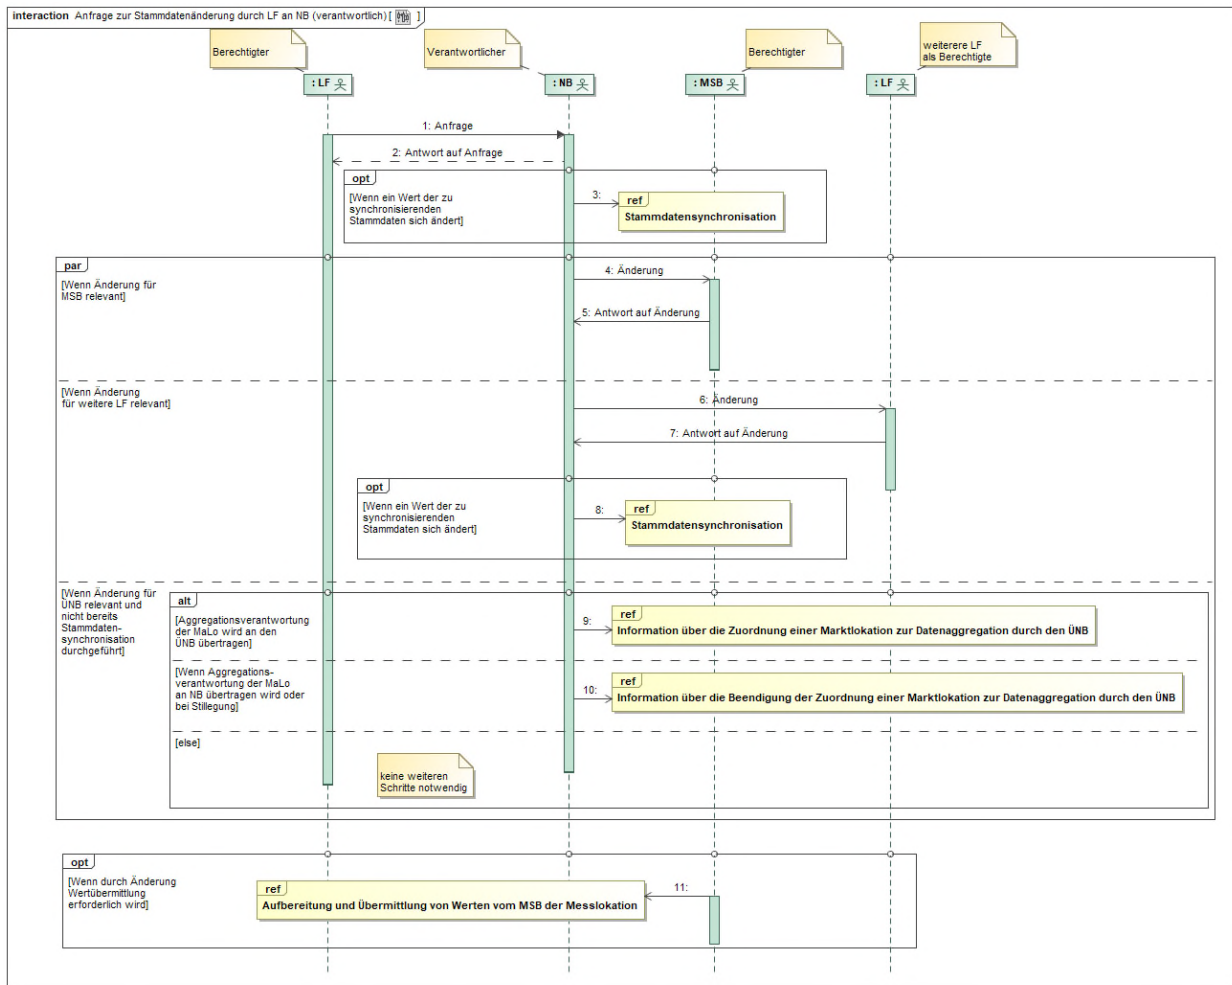 interaction Anfrage zur Stammdatenänderung durch LF an NB (verantwortlich) [ ]
Berechtigter
Verantwortlicher
Berechtigter
weiterere LF
als Berechtigte
: LF
: NB
: MSB
: LF
1: Anfrage
2: Antwort auf Anfrage
opt
[Wenn ein Wert der zu
synchronisierenden
Stammdaten sich ändert]
3:
ref
Stammdatensynchronisation
par
[Wenn Änderung für
MSB relevant]
4: Änderung
5: Antwort auf Änderung
[Wenn Änderung
für weitere LF relevant]
6: Änderung
7: Antwort auf Änderung
opt
[Wenn ein Wert der zu
synchronisierenden
Stammdaten sich ändert]
8:
ref
Stammdatensynchronisation
[Wenn Änderung für
ÜNB relevant und
nicht bereits
Stammdaten-
synchronisation
durchgeführt]
alt
[Aggregationsverantwortung
der MaLo wird an den
ÜNB übertragen]
9:
ref
Information über die Zuordnung einer Marktlokation zur Datenaggregation durch den ÜNB
[Wenn Aggregations-
verantwortung der MaLo
an NB übertragen wird oder
bei Stillegung]
10:
ref
Information über die Beendigung der Zuordnung einer Marktlokation zur Datenaggregation durch den ÜNB
[else]
keine weiteren
Schritte notwendig
opt
[Wenn durch Änderung
Wertübermittlung
erforderlich wird]
ref
Aufbereitung und Übermittlung von Werten vom MSB der Messlokation
11: